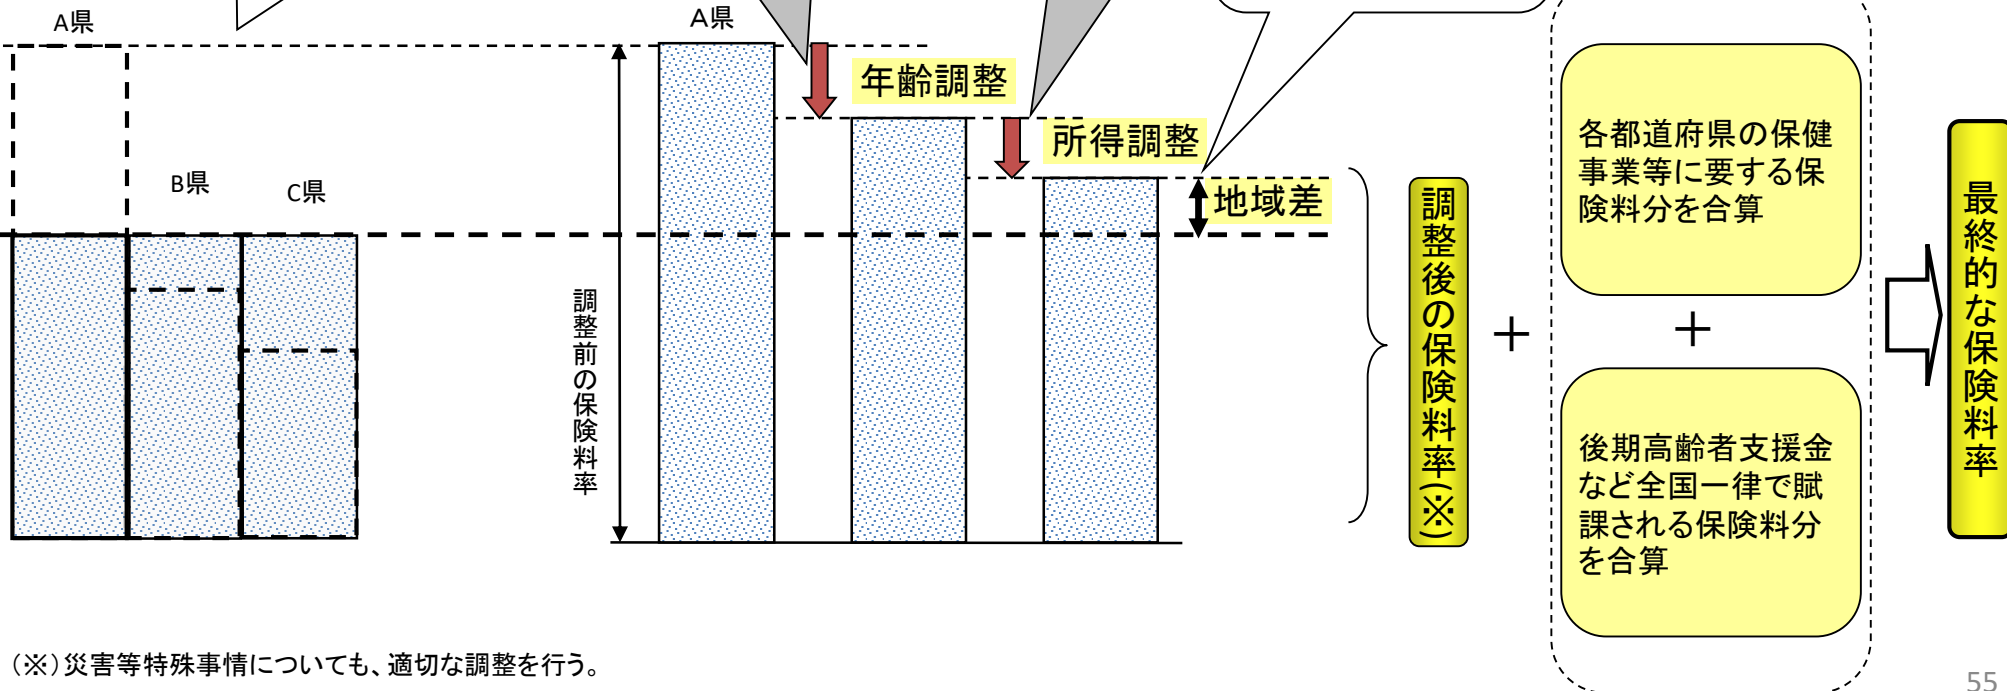 A県
B県
C県
A県
年齢調整
所得調整
地域差
調整前の保険料率
調整後の保険料率(※)
＋
各都道府県の保健
事業等に要する保
険料分を合算
＋
後期高齢者支援金
など全国一律で賦
課される保険料分
を合算
最終的な保険料率
(※)災害等特殊事情についても、適切な調整を行う。
55